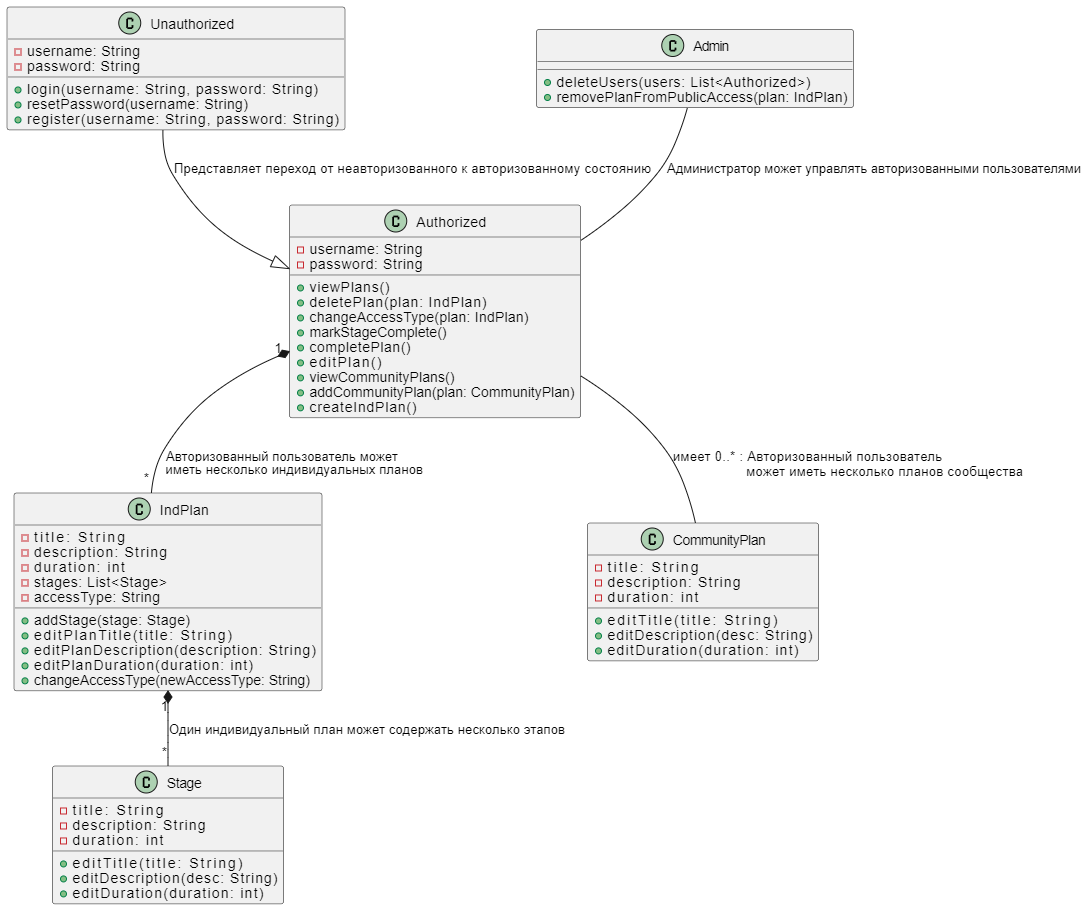 C Unauthorized
username: String
password: String
login(username: String, password: String)
resetPassword(username: String)
register(username: String, password: String)
C Admin
deleteUsers(users: List<Authorized>)
removePlanFromPublicAccess(plan: IndPlan)
Представляет переход от неавторизованного к авторизованному состоянию
Администратор может управлять авторизованными пользователями
C Authorized
username: String
password: String
viewPlans()
deletePlan(plan: IndPlan)
changeAccessType(plan: IndPlan)
markStageComplete()
completePlan()
editPlan()
viewCommunityPlans()
addCommunityPlan(plan: CommunityPlan)
createIndPlan()
1
Авторизованный пользователь может
иметь несколько индивидуальных планов
*
имеет 0..* : Авторизованный пользователь
может иметь несколько планов сообщества
C IndPlan
title: String
description: String
duration: int
stages: List<Stage>
accessType: String
addStage(stage: Stage)
editPlanTitle(title: String)
editPlanDescription(description: String)
editPlanDuration(duration: int)
changeAccessType(newAccessType: String)
C CommunityPlan
title: String
description: String
duration: int
editTitle(title: String)
editDescription(desc: String)
editDuration(duration: int)
1
Один индивидуальный план может содержать несколько этапов
*
C Stage
title: String
description: String
duration: int
editTitle(title: String)
editDescription(desc: String)
editDuration(duration: int)